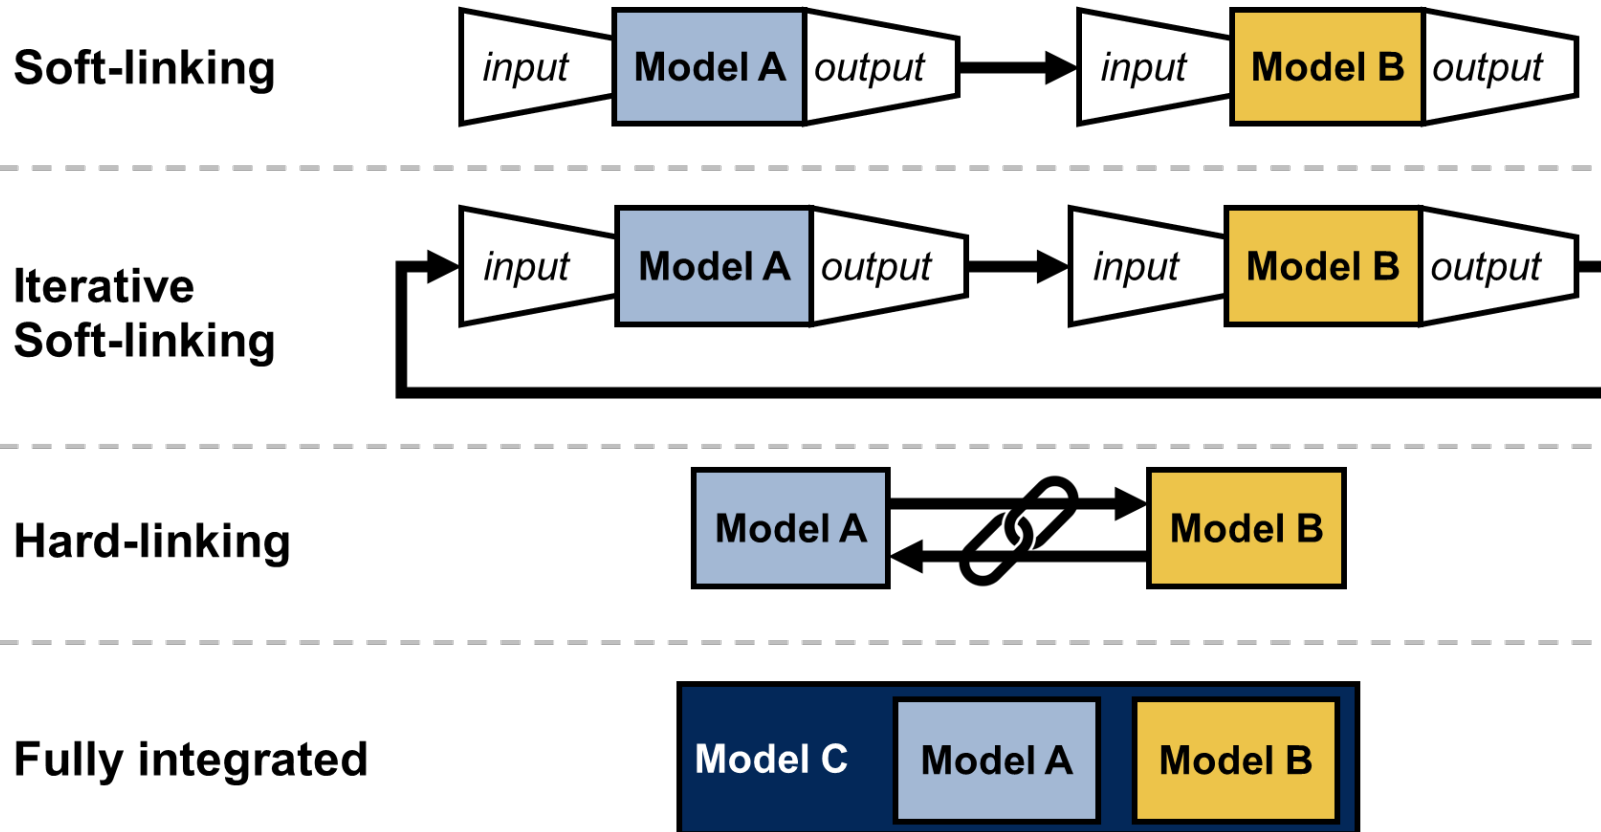 Soft-linking
input Model A output input Model B output
Iterative
Soft-linking
input Model A output input Model B output
Hard-linking
Model A Model B
Fully integrated
Model C Model A Model B